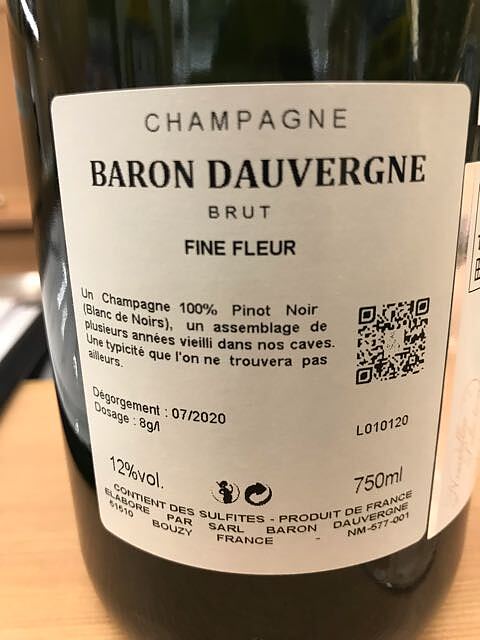 CHAMPAGNE
BARON DAUVERGNE
BRUT
FINE FLEUR
Un Champagne 100% Pinot Noir
(Blanc de Noirs), un assemblage de
plusieurs années vieilli dans nos caves.
Une typicité que l'on ne trouvera pas
ailleurs.
Dégorgement : 07/2020
Dosage : 8g/l
L010120
12%vol.
750ml
CONTIENT DES SULFITES - PRODUIT DE FRANCE
ELABORE PAR SARL BARON DAUVERGNE
51610 BOUZY FRANCE - NM-577-001